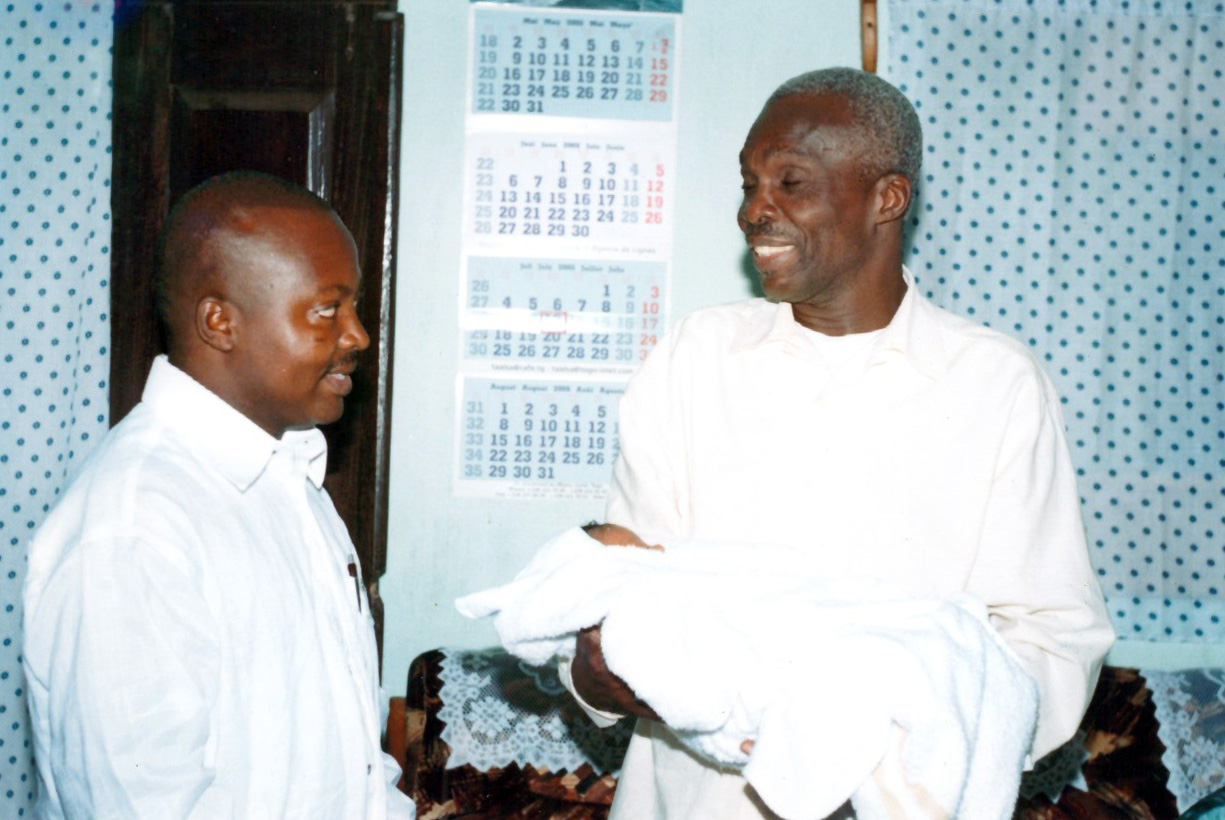 Mai May 2005 Mai Mayo
18 2 3 4 5 6 7
19 9 10 11 12 13 14 15
20 16 17 18 19 20 21 22
21 23 24 25 26 27 28 29
22 30 31
Juni June 2005 Juin Junio
22 1 2 3 4 5
23 6 7 8 9 10 11 12
24 13 14 15 16 17 18 19
25 20 21 22 23 24 25 26
26 27 28 29 30
Juli July 2005 Juillet Julio
26 1 2 3
27 4 5 6 7 8 9 10
16 17
29 18 19 20 21 22 23 24
30 25 26 27 28 29 30
August August 2005 Août
31 1 2 3 4 5
32 8 9 10 11 12
33 15 16 17 18 19
34 22 23 24 25 26
35 29 30 31